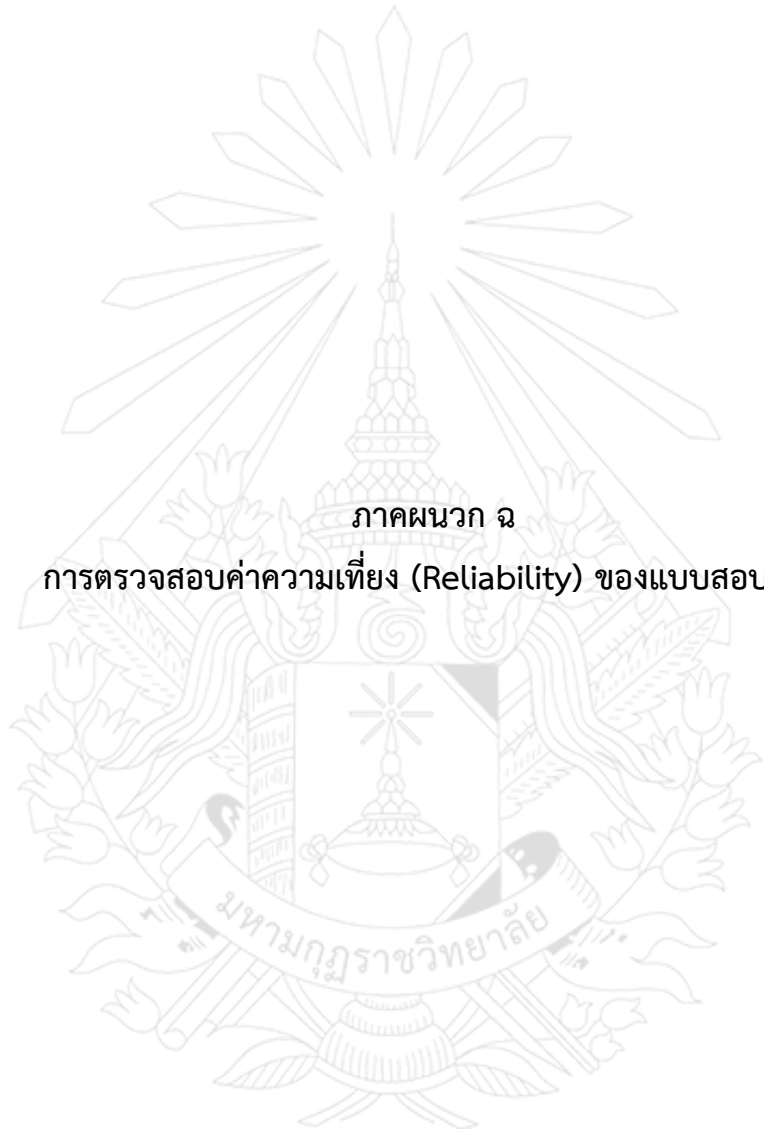 ภาคผนวก ฉ
การตรวจสอบค่าความเที่ยง (Reliability) ของแบบสอบ
มหามกุฏราชวิทยาลัย